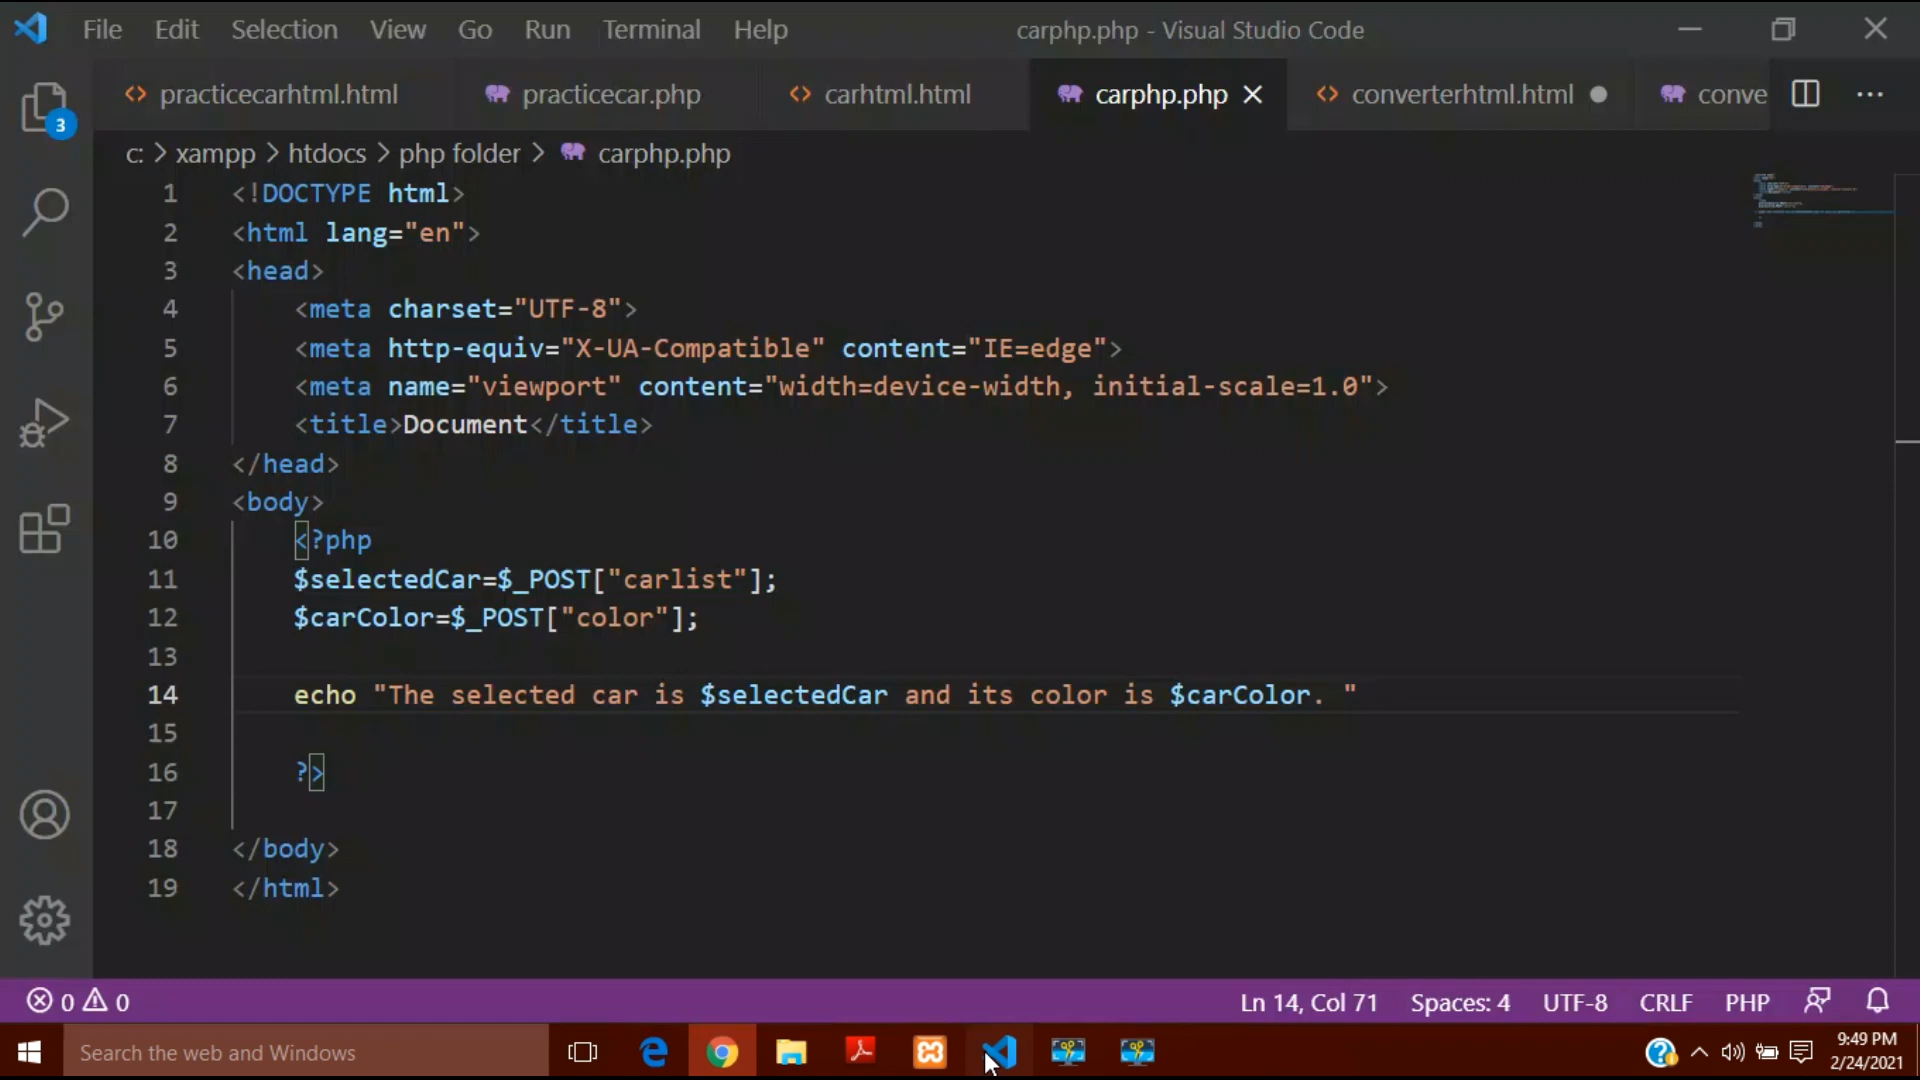 File Edit Selection View Go Run Terminal Help carphp.php - Visual Studio Code
practicecarhtml.html practicecar.php carhtml.html carphp.php converterhtml.html conve
3
c: > xampp > htdocs > php folder > carphp.php
1 <!DOCTYPE html>
2 <html lang="en">
3 <head>
4 <meta charset="UTF-8">
5 <meta http-equiv="X-UA-Compatible" content="IE=edge">
6 <meta name="viewport" content="width=device-width, initial-scale=1.0">
7 <title>Document</title>
8 </head>
9 <body>
10 <?php
11 $selectedCar=$_POST["carlist"];
12 $carColor=$_POST["color"];
13
14 echo "The selected car is $selectedCar and its color is $carColor. "
15
16 ?>
17
18 </body>
19 </html>
0 0 Ln 14, Col 71 Spaces: 4 UTF-8 CRLF PHP
Search the web and Windows 9:49 PM
2/24/2021